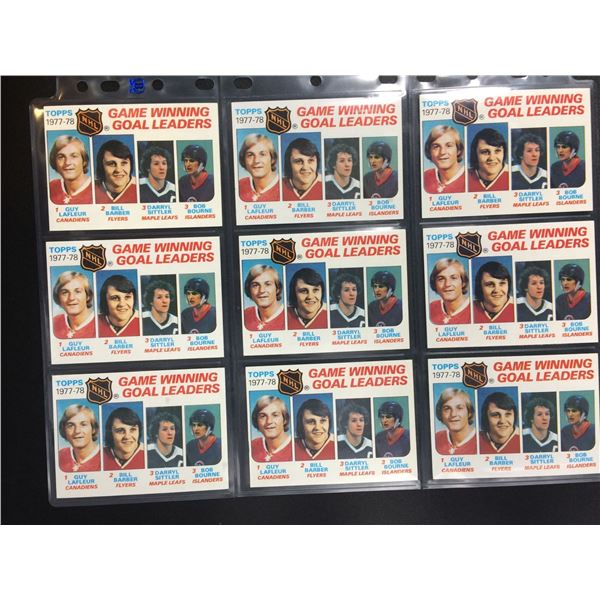 TOPPS
1977-78
NHL ®
GAME WINNING
GOAL LEADERS
1 GUY LAFLEUR
CANADIENS
2 BILL BARBER
FLYERS
3 DARRYL SITTLER
MAPLE LEAFS
3 BOB BOURNE
ISLANDERS
TOPPS
1977-78
NHL ®
GAME WINNING
GOAL LEADERS
1 GUY LAFLEUR
CANADIENS
2 BILL BARBER
FLYERS
3 DARRYL SITTLER
MAPLE LEAFS
3 BOB BOURNE
ISLANDERS
TOPPS
1977-78
NHL ®
GAME WINNING
GOAL LEADERS
1 GUY LAFLEUR
CANADIENS
2 BILL BARBER
FLYERS
3 DARRYL SITTLER
MAPLE LEAFS
3 BOB BOURNE
ISLANDERS
TOPPS
1977-78
NHL ®
GAME WINNING
GOAL LEADERS
1 GUY LAFLEUR
CANADIENS
2 BILL BARBER
FLYERS
3 DARRYL SITTLER
MAPLE LEAFS
3 BOB BOURNE
ISLANDERS
TOPPS
1977-78
NHL ®
GAME WINNING
GOAL LEADERS
1 GUY LAFLEUR
CANADIENS
2 BILL BARBER
FLYERS
3 DARRYL SITTLER
MAPLE LEAFS
3 BOB BOURNE
ISLANDERS
TOPPS
1977-78
NHL ®
GAME WINNING
GOAL LEADERS
1 GUY LAFLEUR
CANADIENS
2 BILL BARBER
FLYERS
3 DARRYL SITTLER
MAPLE LEAFS
3 BOB BOURNE
ISLANDERS
TOPPS
1977-78
NHL ®
GAME WINNING
GOAL LEADERS
1 GUY LAFLEUR
CANADIENS
2 BILL BARBER
FLYERS
3 DARRYL SITTLER
MAPLE LEAFS
3 BOB BOURNE
ISLANDERS
TOPPS
1977-78
NHL ®
GAME WINNING
GOAL LEADERS
1 GUY LAFLEUR
CANADIENS
2 BILL BARBER
FLYERS
3 DARRYL SITTLER
MAPLE LEAFS
3 BOB BOURNE
ISLANDERS
TOPPS
1977-78
NHL ®
GAME WINNING
GOAL LEADERS
1 GUY LAFLEUR
CANADIENS
2 BILL BARBER
FLYERS
3 DARRYL SITTLER
MAPLE LEAFS
3 BOB BOURNE
ISLANDERS